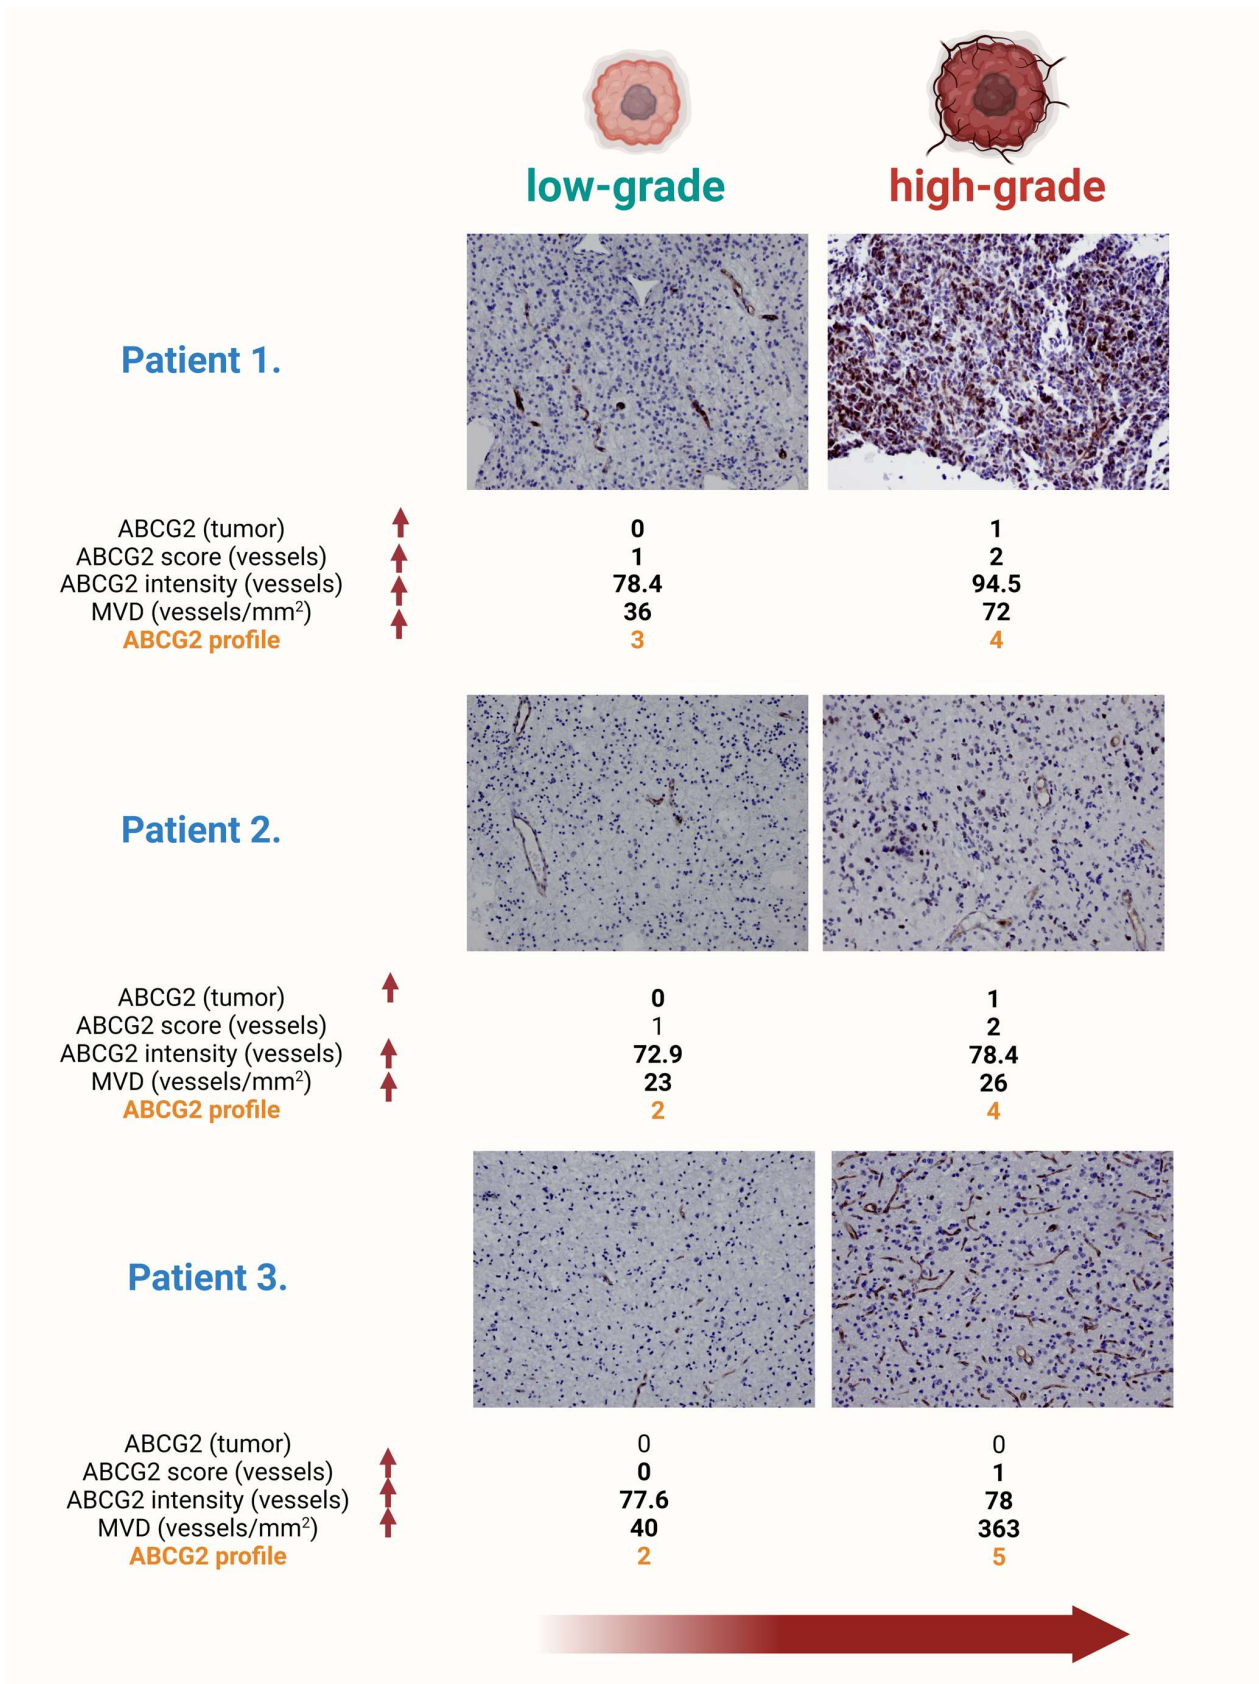 low-grade high-grade
Patient 1.
ABCG2 (tumor) 0 1
ABCG2 score (vessels) 1 2
ABCG2 intensity (vessels) 78.4 94.5
MVD (vessels/mm²) 36 72
ABCG2 profile 3 4
Patient 2.
ABCG2 (tumor) 0 1
ABCG2 score (vessels) 1 2
ABCG2 intensity (vessels) 72.9 78.4
MVD (vessels/mm²) 23 26
ABCG2 profile 2 4
Patient 3.
ABCG2 (tumor) 0 0
ABCG2 score (vessels) 0 1
ABCG2 intensity (vessels) 77.6 78
MVD (vessels/mm²) 40 363
ABCG2 profile 2 5